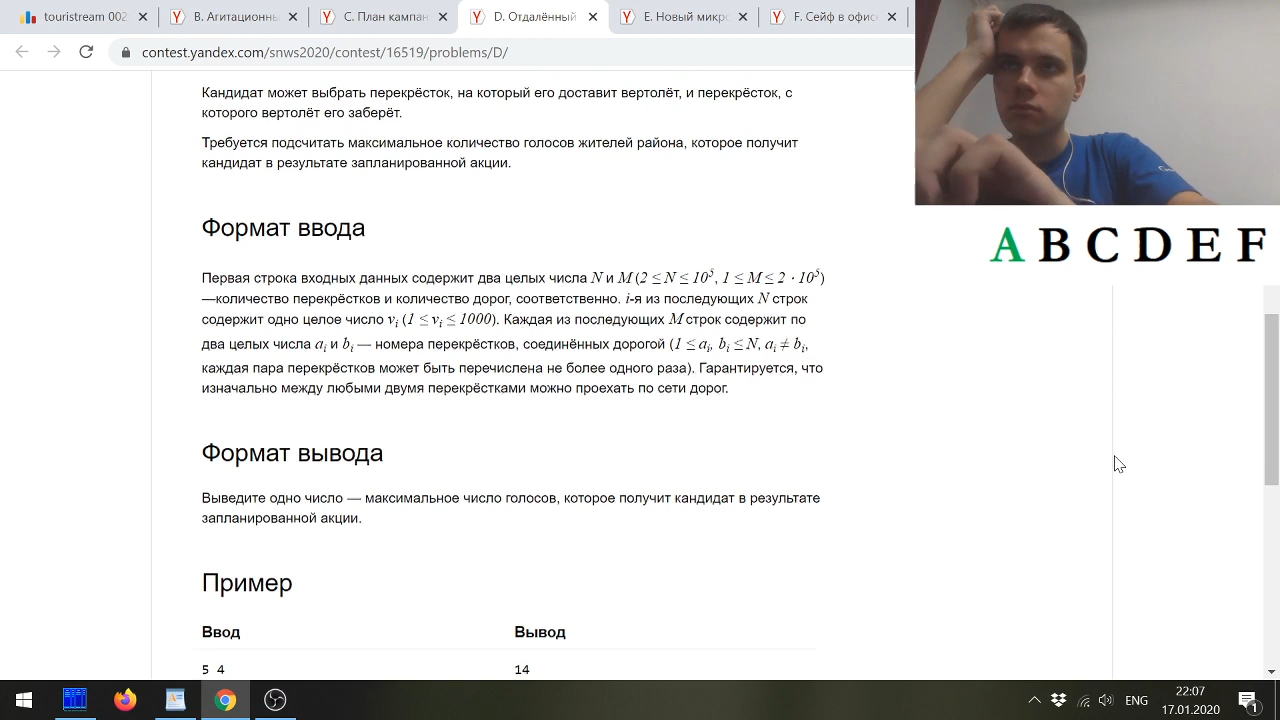 touristream 002
B. Агитационны
C. План кампан
D. Отдалённый
E. Новый микр
F. Сейф в офис
contest.yandex.com/snws2020/contest/16519/problems/D/
Кандидат может выбрать перекрёсток, на который его доставит вертолёт, и перекрёсток, с
которого вертолёт его заберёт.
Требуется подсчитать максимальное количество голосов жителей района, которое получит
кандидат в результате запланированной акции.
A B C D E F
Формат ввода
Первая строка входных данных содержит два целых числа N и M (2 ≤ N ≤ 10⁵, 1 ≤ M ≤ 2 · 10⁵)
—количество перекрёстков и количество дорог, соответственно. i-я из последующих N строк
содержит одно целое число vᵢ (1 ≤ vᵢ ≤ 1000). Каждая из последующих M строк содержит по
два целых числа aᵢ и bᵢ — номера перекрёстков, соединённых дорогой (1 ≤ aᵢ, bᵢ ≤ N, aᵢ ≠ bᵢ,
каждая пара перекрёстков может быть перечислена не более одного раза). Гарантируется, что
изначально между любыми двумя перекрёстками можно проехать по сети дорог.
Формат вывода
Выведите одно число — максимальное число голосов, которое получит кандидат в результате
запланированной акции.
Пример
Ввод Вывод
5 4 14
ENG
22:07
17.01.2020
1